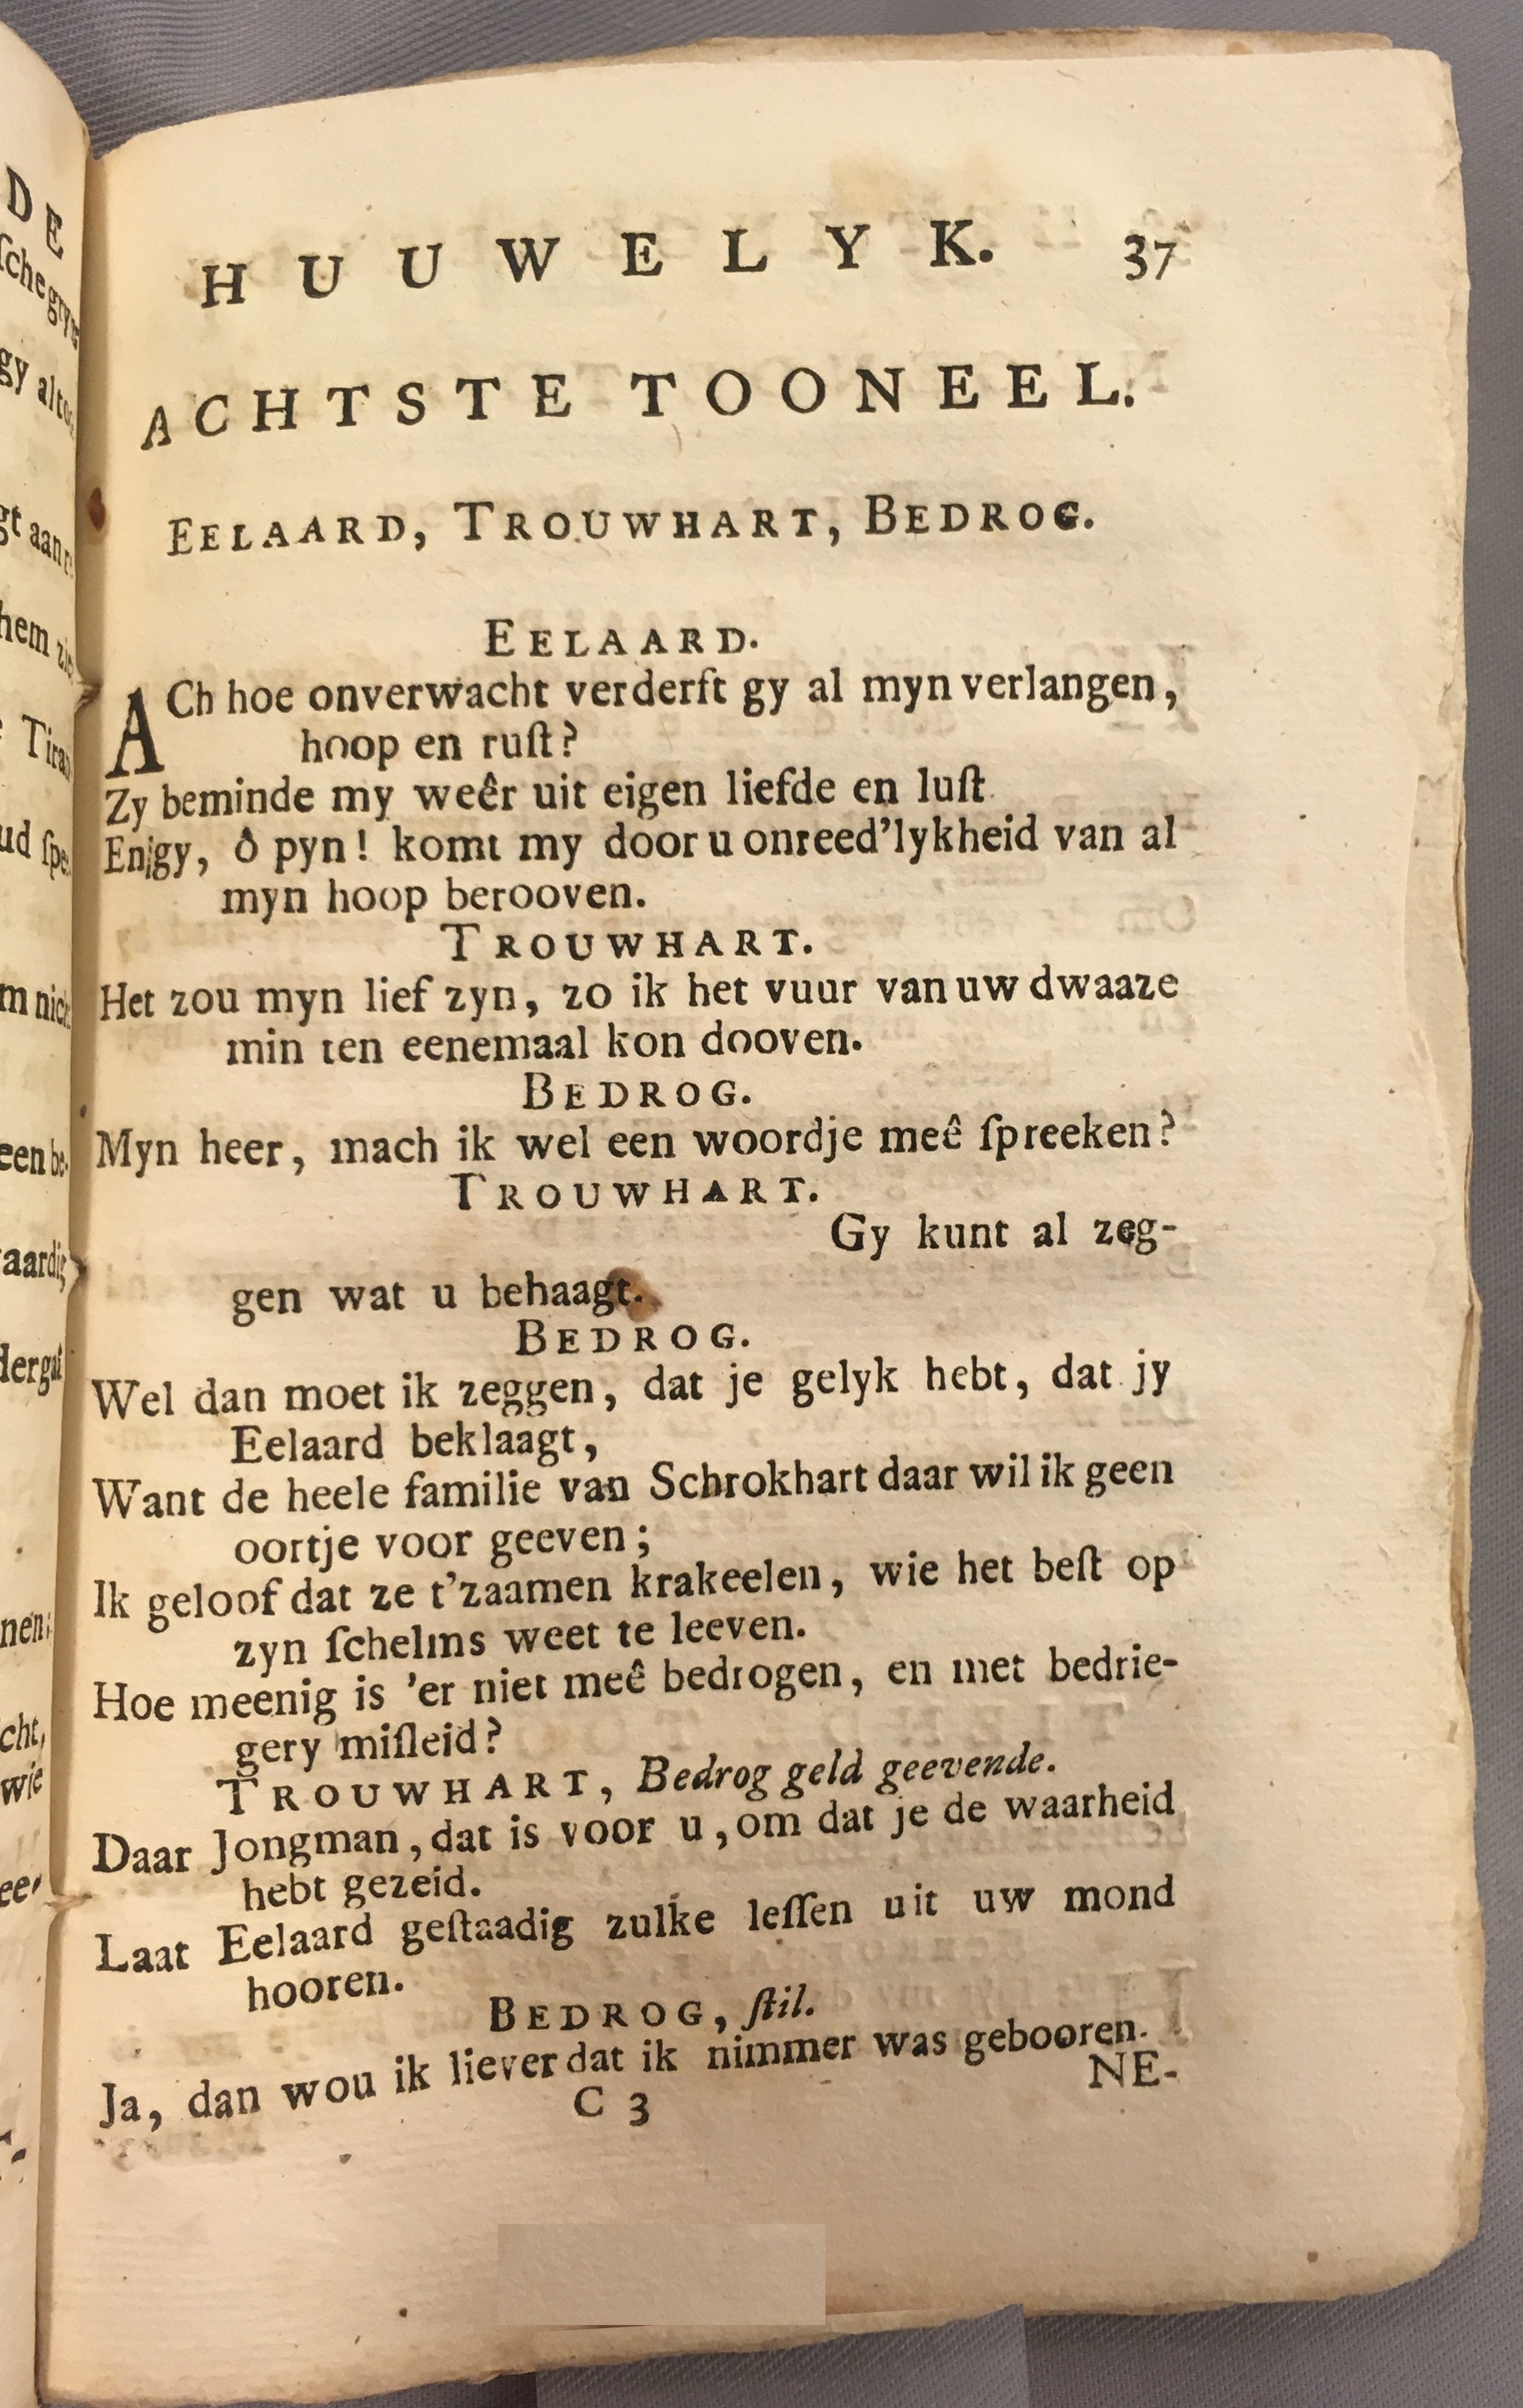 HUUWELYK. 37
ACHTSTE TOONEEL.
EELAARD, TROUWHART, BEDROG.
EELAARD.
ACh hoe onverwacht verderft gy al myn verlangen,
hoop en ruſt?
Zy beminde my weêr uit eigen liefde en luſt
En gy, ô pyn! komt my door u onreed'lykheid van al
myn hoop berooven.
TROUWHART.
Het zou myn lief zyn, zo ik het vuur van uw dwaaze
min ten eenemaal kon dooven.
BEDROG.
Myn heer, mach ik wel een woordje meê ſpreeken?
TROUWHART.
Gy kunt al zeg-
gen wat u behaagt.
BEDROG.
Wel dan moet ik zeggen, dat je gelyk hebt, dat jy
Eelaard beklaagt,
Want de heele familie van Schrokhart daar wil ik geen
oortje voor geeven;
Ik geloof dat ze t'zaamen krakeelen, wie het beſt op
zyn ſchelms weet te leeven.
Hoe meenig is 'er niet meê bedrogen, en met bedrie-
gery miſleid?
TROUWHART, Bedrog geld geevende.
Daar Jongman, dat is voor u, om dat je de waarheid
hebt gezeid.
Laat Eelaard geſtaadig zulke leſſen uit uw mond
hooren.
BEDROG, ſtil.
Ja, dan wou ik liever dat ik nimmer was gebooren.
C 3 NE-